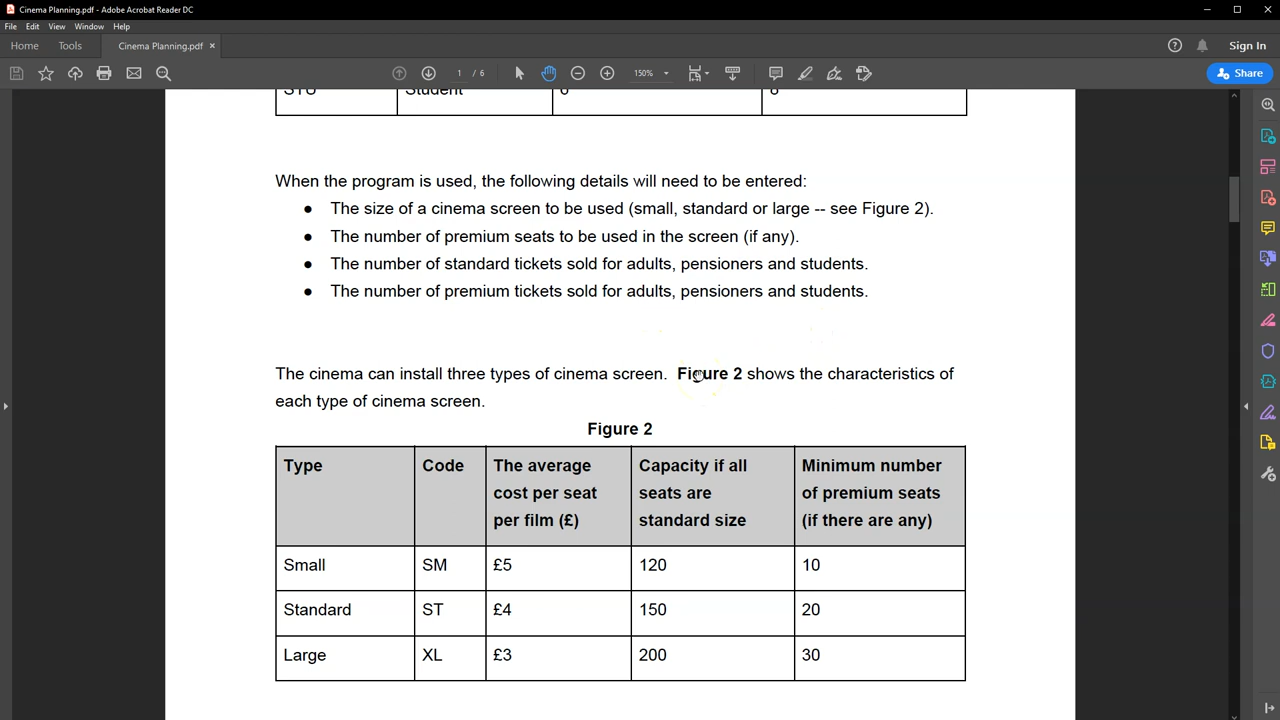 Cinema Planning.pdf - Adobe Acrobat Reader DC
File Edit View Window Help
Home Tools Cinema Planning.pdf × Sign In
1 / 6 150% Share
STU Student 6 8
When the program is used, the following details will need to be entered:
● The size of a cinema screen to be used (small, standard or large -- see Figure 2).
● The number of premium seats to be used in the screen (if any).
● The number of standard tickets sold for adults, pensioners and students.
● The number of premium tickets sold for adults, pensioners and students.
The cinema can install three types of cinema screen. Figure 2 shows the characteristics of
each type of cinema screen.
Figure 2
Type Code The average Capacity if all Minimum number
cost per seat seats are of premium seats
per film (£) standard size (if there are any)
Small SM £5 120 10
Standard ST £4 150 20
Large XL £3 200 30